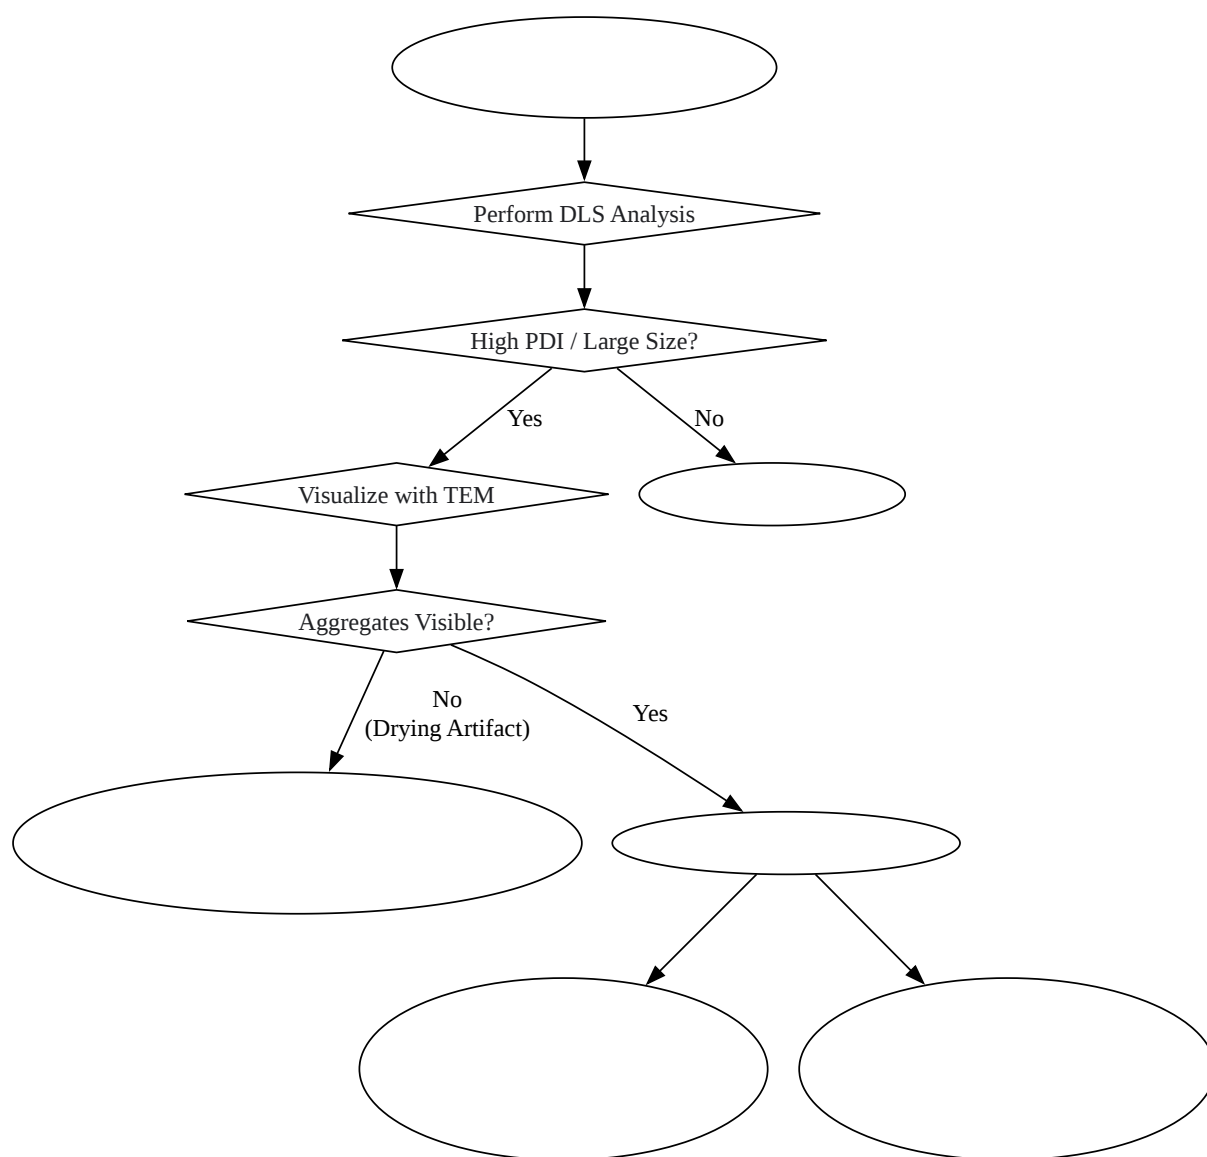 Perform DLS Analysis
High PDI / Large Size?
Yes
No
Visualize with TEM
Aggregates Visible?
No
(Drying Artifact)
Yes